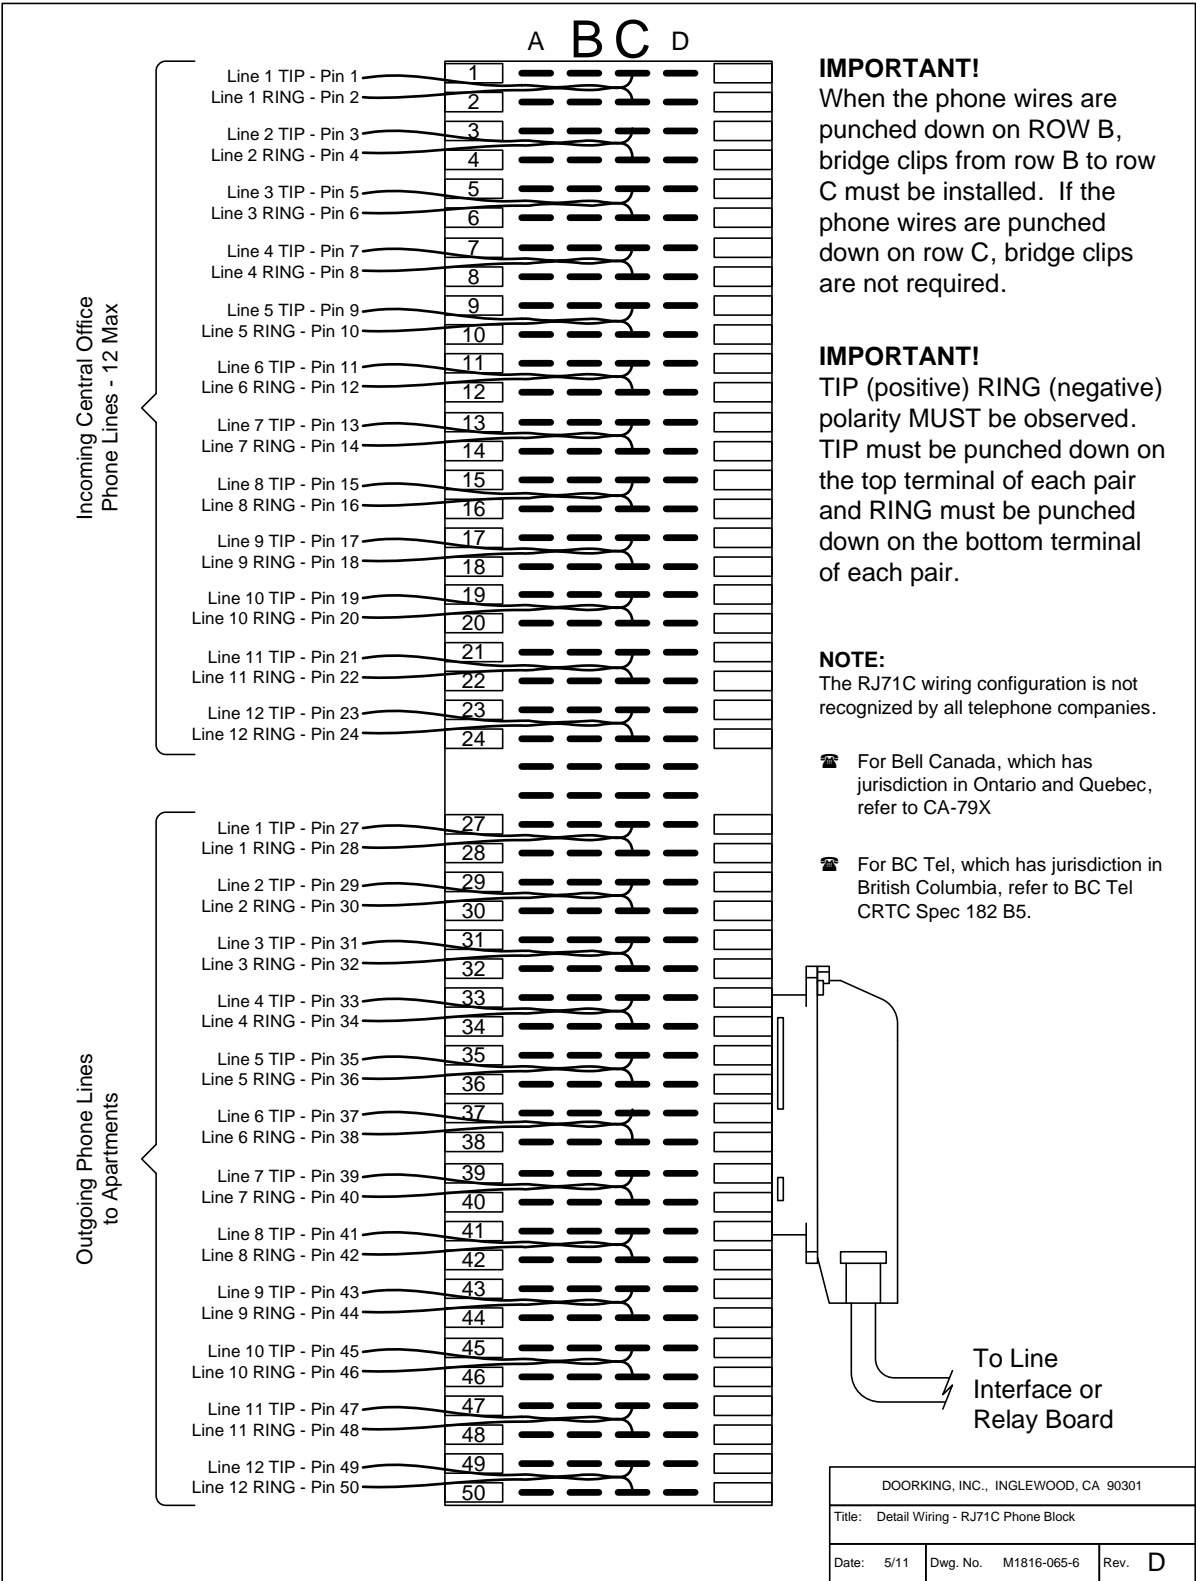 A B C D
Incoming Central Office
Phone Lines - 12 Max
Line 1 TIP - Pin 1
Line 1 RING - Pin 2
Line 2 TIP - Pin 3
Line 2 RING - Pin 4
Line 3 TIP - Pin 5
Line 3 RING - Pin 6
Line 4 TIP - Pin 7
Line 4 RING - Pin 8
Line 5 TIP - Pin 9
Line 5 RING - Pin 10
Line 6 TIP - Pin 11
Line 6 RING - Pin 12
Line 7 TIP - Pin 13
Line 7 RING - Pin 14
Line 8 TIP - Pin 15
Line 8 RING - Pin 16
Line 9 TIP - Pin 17
Line 9 RING - Pin 18
Line 10 TIP - Pin 19
Line 10 RING - Pin 20
Line 11 TIP - Pin 21
Line 11 RING - Pin 22
Line 12 TIP - Pin 23
Line 12 RING - Pin 24
1
2
3
4
5
6
7
8
9
10
11
12
13
14
15
16
17
18
19
20
21
22
23
24
Outgoing Phone Lines
to Apartments
Line 1 TIP - Pin 27
Line 1 RING - Pin 28
Line 2 TIP - Pin 29
Line 2 RING - Pin 30
Line 3 TIP - Pin 31
Line 3 RING - Pin 32
Line 4 TIP - Pin 33
Line 4 RING - Pin 34
Line 5 TIP - Pin 35
Line 5 RING - Pin 36
Line 6 TIP - Pin 37
Line 6 RING - Pin 38
Line 7 TIP - Pin 39
Line 7 RING - Pin 40
Line 8 TIP - Pin 41
Line 8 RING - Pin 42
Line 9 TIP - Pin 43
Line 9 RING - Pin 44
Line 10 TIP - Pin 45
Line 10 RING - Pin 46
Line 11 TIP - Pin 47
Line 11 RING - Pin 48
Line 12 TIP - Pin 49
Line 12 RING - Pin 50
27
28
29
30
31
32
33
34
35
36
37
38
39
40
41
42
43
44
45
46
47
48
49
50
IMPORTANT!
When the phone wires are
punched down on ROW B,
bridge clips from row B to row
C must be installed. If the
phone wires are punched
down on row C, bridge clips
are not required.
IMPORTANT!
TIP (positive) RING (negative)
polarity MUST be observed.
TIP must be punched down on
the top terminal of each pair
and RING must be punched
down on the bottom terminal
of each pair.
NOTE:
The RJ71C wiring configuration is not
recognized by all telephone companies.
☎ For Bell Canada, which has
jurisdiction in Ontario and Quebec,
refer to CA-79X
☎ For BC Tel, which has jurisdiction in
British Columbia, refer to BC Tel
CRTC Spec 182 B5.
To Line
Interface or
Relay Board
DOORKING, INC., INGLEWOOD, CA 90301
Title: Detail Wiring - RJ71C Phone Block
Date: 5/11 Dwg. No. M1816-065-6 Rev. D